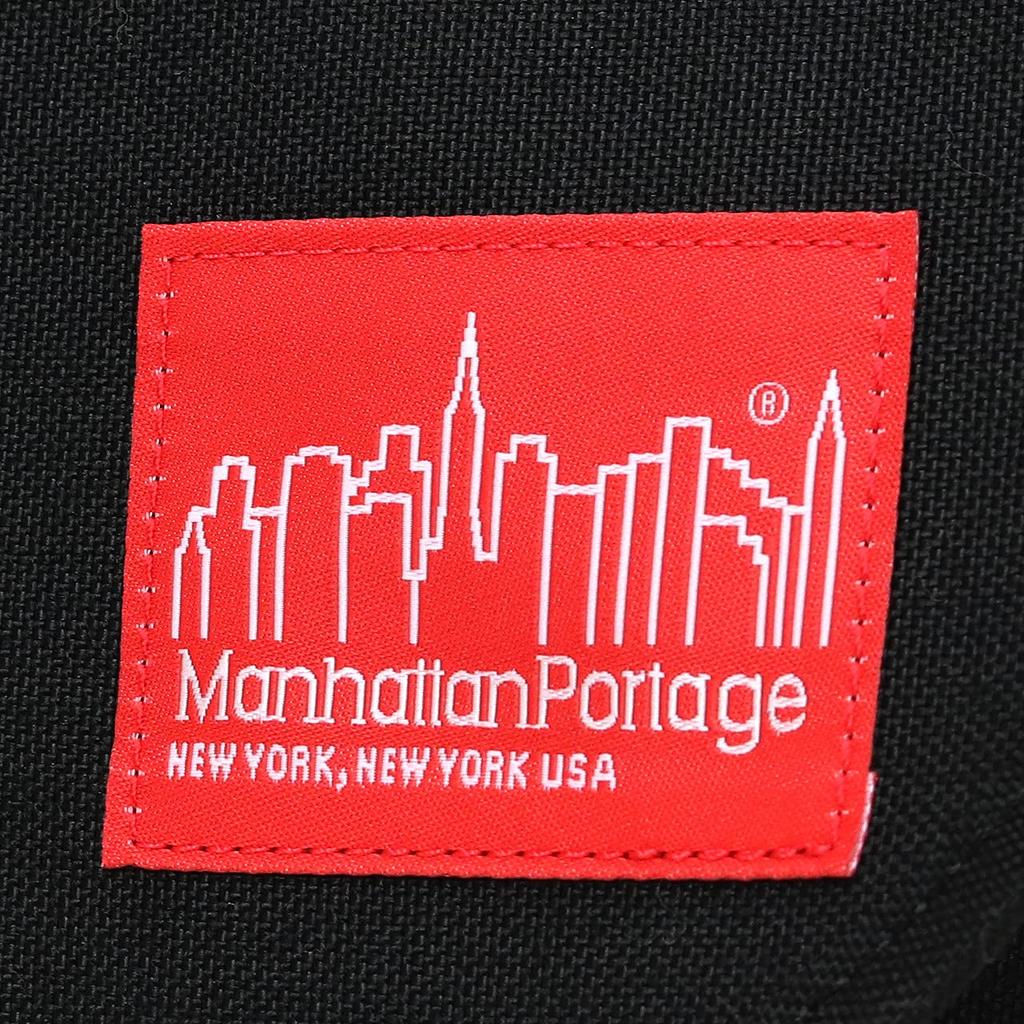 ®
ManhattanPortage
NEW YORK, NEW YORK USA